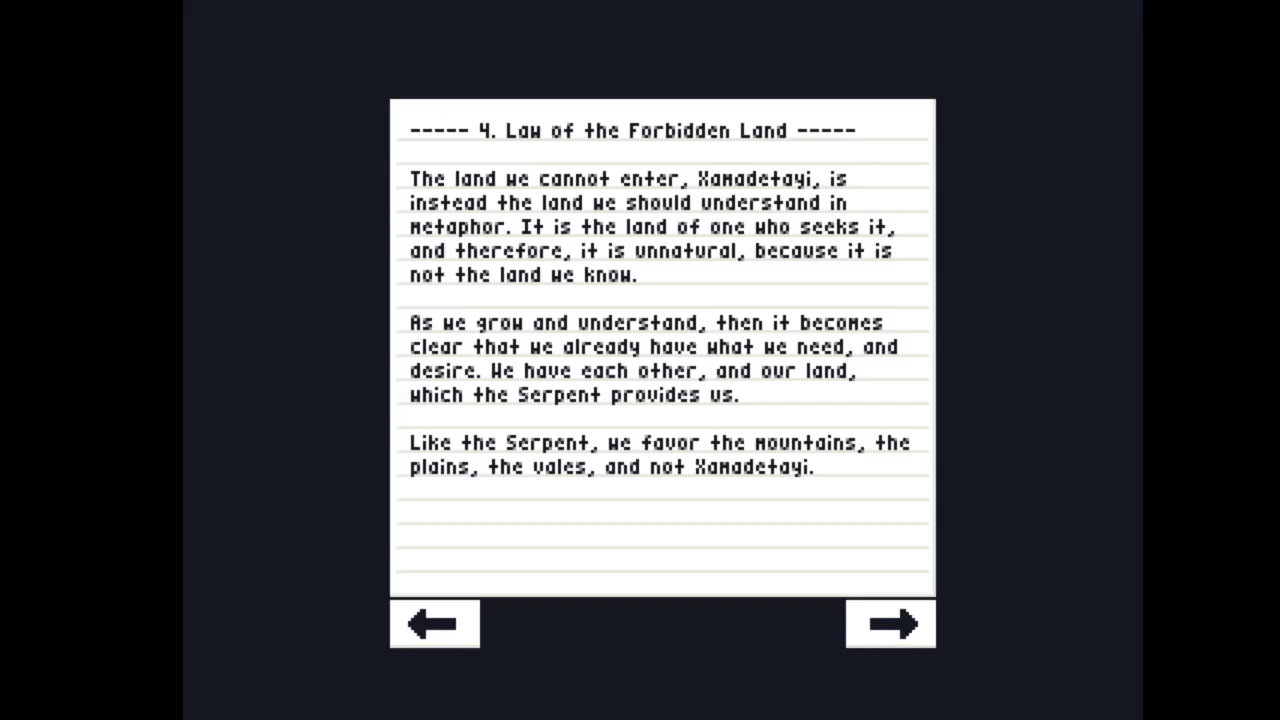 ----- 4. Law of the Forbidden Land -----
The land we cannot enter, Xamadetayi, is
instead the land we should understand in
metaphor. It is the land of one who seeks it,
and therefore, it is unnatural, because it is
not the land we know.
As we grow and understand, then it becomes
clear that we already have what we need, and
desire. We have each other, and our land,
which the Serpent provides us.
Like the Serpent, we favor the mountains, the
plains, the vales, and not Xamadetayi.